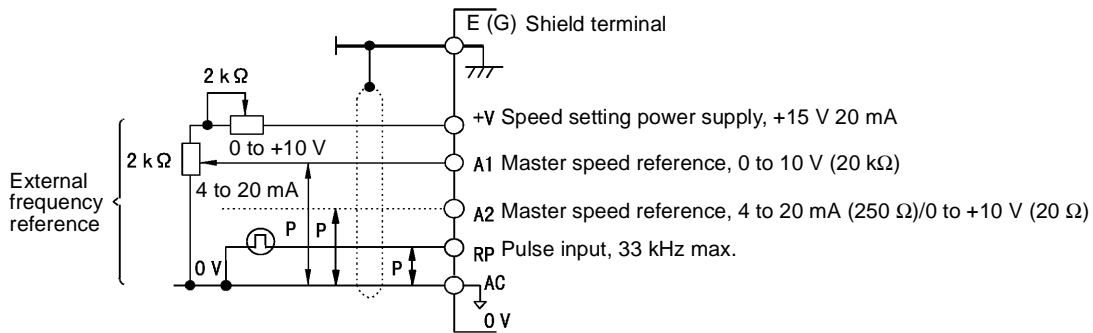 E (G) Shield terminal
2 kΩ
+V Speed setting power supply, +15 V 20 mA
0 to +10 V
2 kΩ
A1 Master speed reference, 0 to 10 V (20 kΩ)
External
frequency
reference
4 to 20 mA
A2 Master speed reference, 4 to 20 mA (250 Ω)/0 to +10 V (20 Ω)
P P
RP Pulse input, 33 kHz max.
0 V
P
AC
0 V